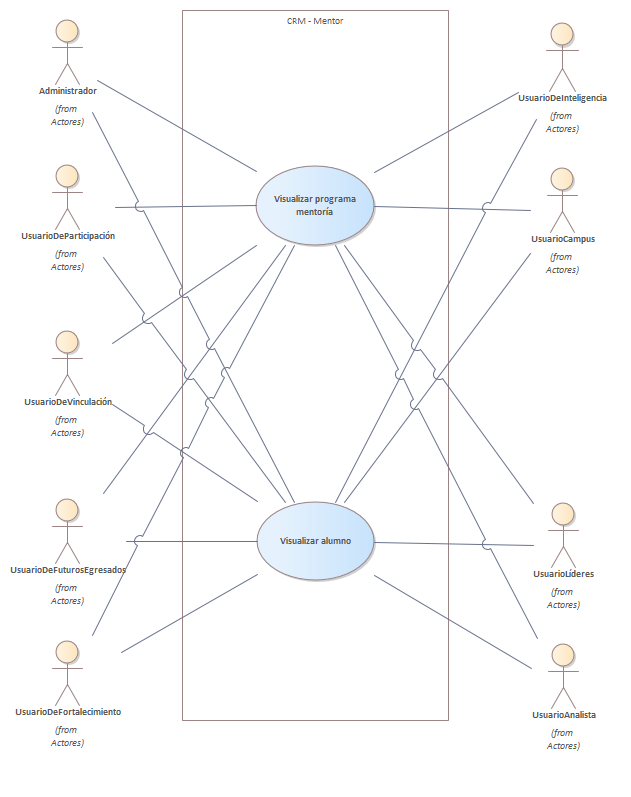 CRM - Mentor
Administrador
(from
Actores)
UsuarioDeParticipación
(from
Actores)
UsuarioDeVinculación
(from
Actores)
UsuarioDeFuturosEgresados
(from
Actores)
UsuarioDeFortalecimiento
(from
Actores)
Visualizar programa
mentoría
Visualizar alumno
UsuarioDeInteligencia
(from
Actores)
UsuarioCampus
(from
Actores)
UsuarioLíderes
(from
Actores)
UsuarioAnalista
(from
Actores)